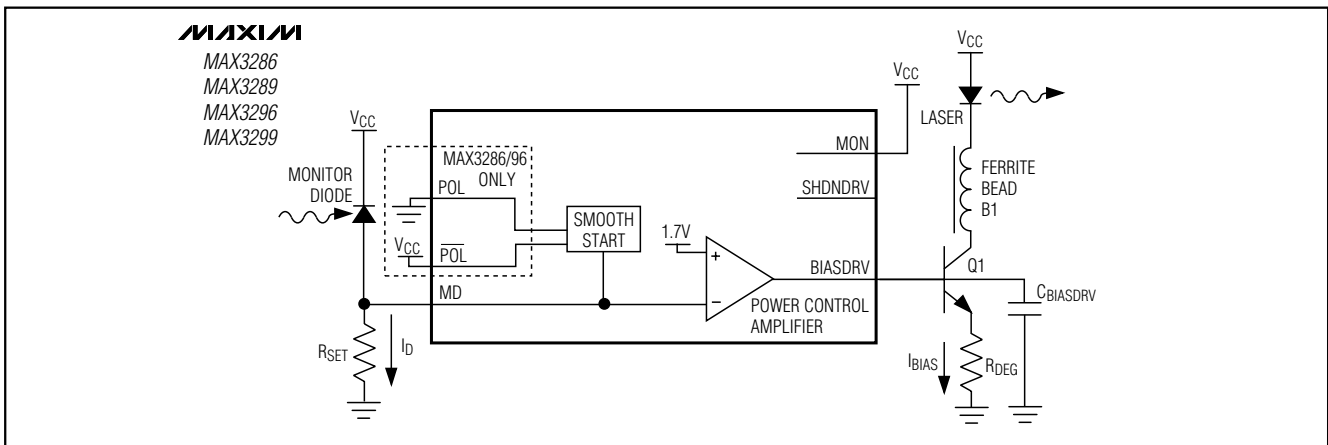 MAXIM
MAX3286
MAX3289
MAX3296
MAX3299
VCC
MONITOR
DIODE
RSET
ID
MAX3286/96
ONLY
POL
VCC
POL
MD
SMOOTH
START
1.7V
+
−
POWER CONTROL
AMPLIFIER
MON
SHDNDRV
BIASDRV
VCC
VCC
LASER
FERRITE
BEAD
B1
Q1
CBIASDRV
IBIAS
RDEG